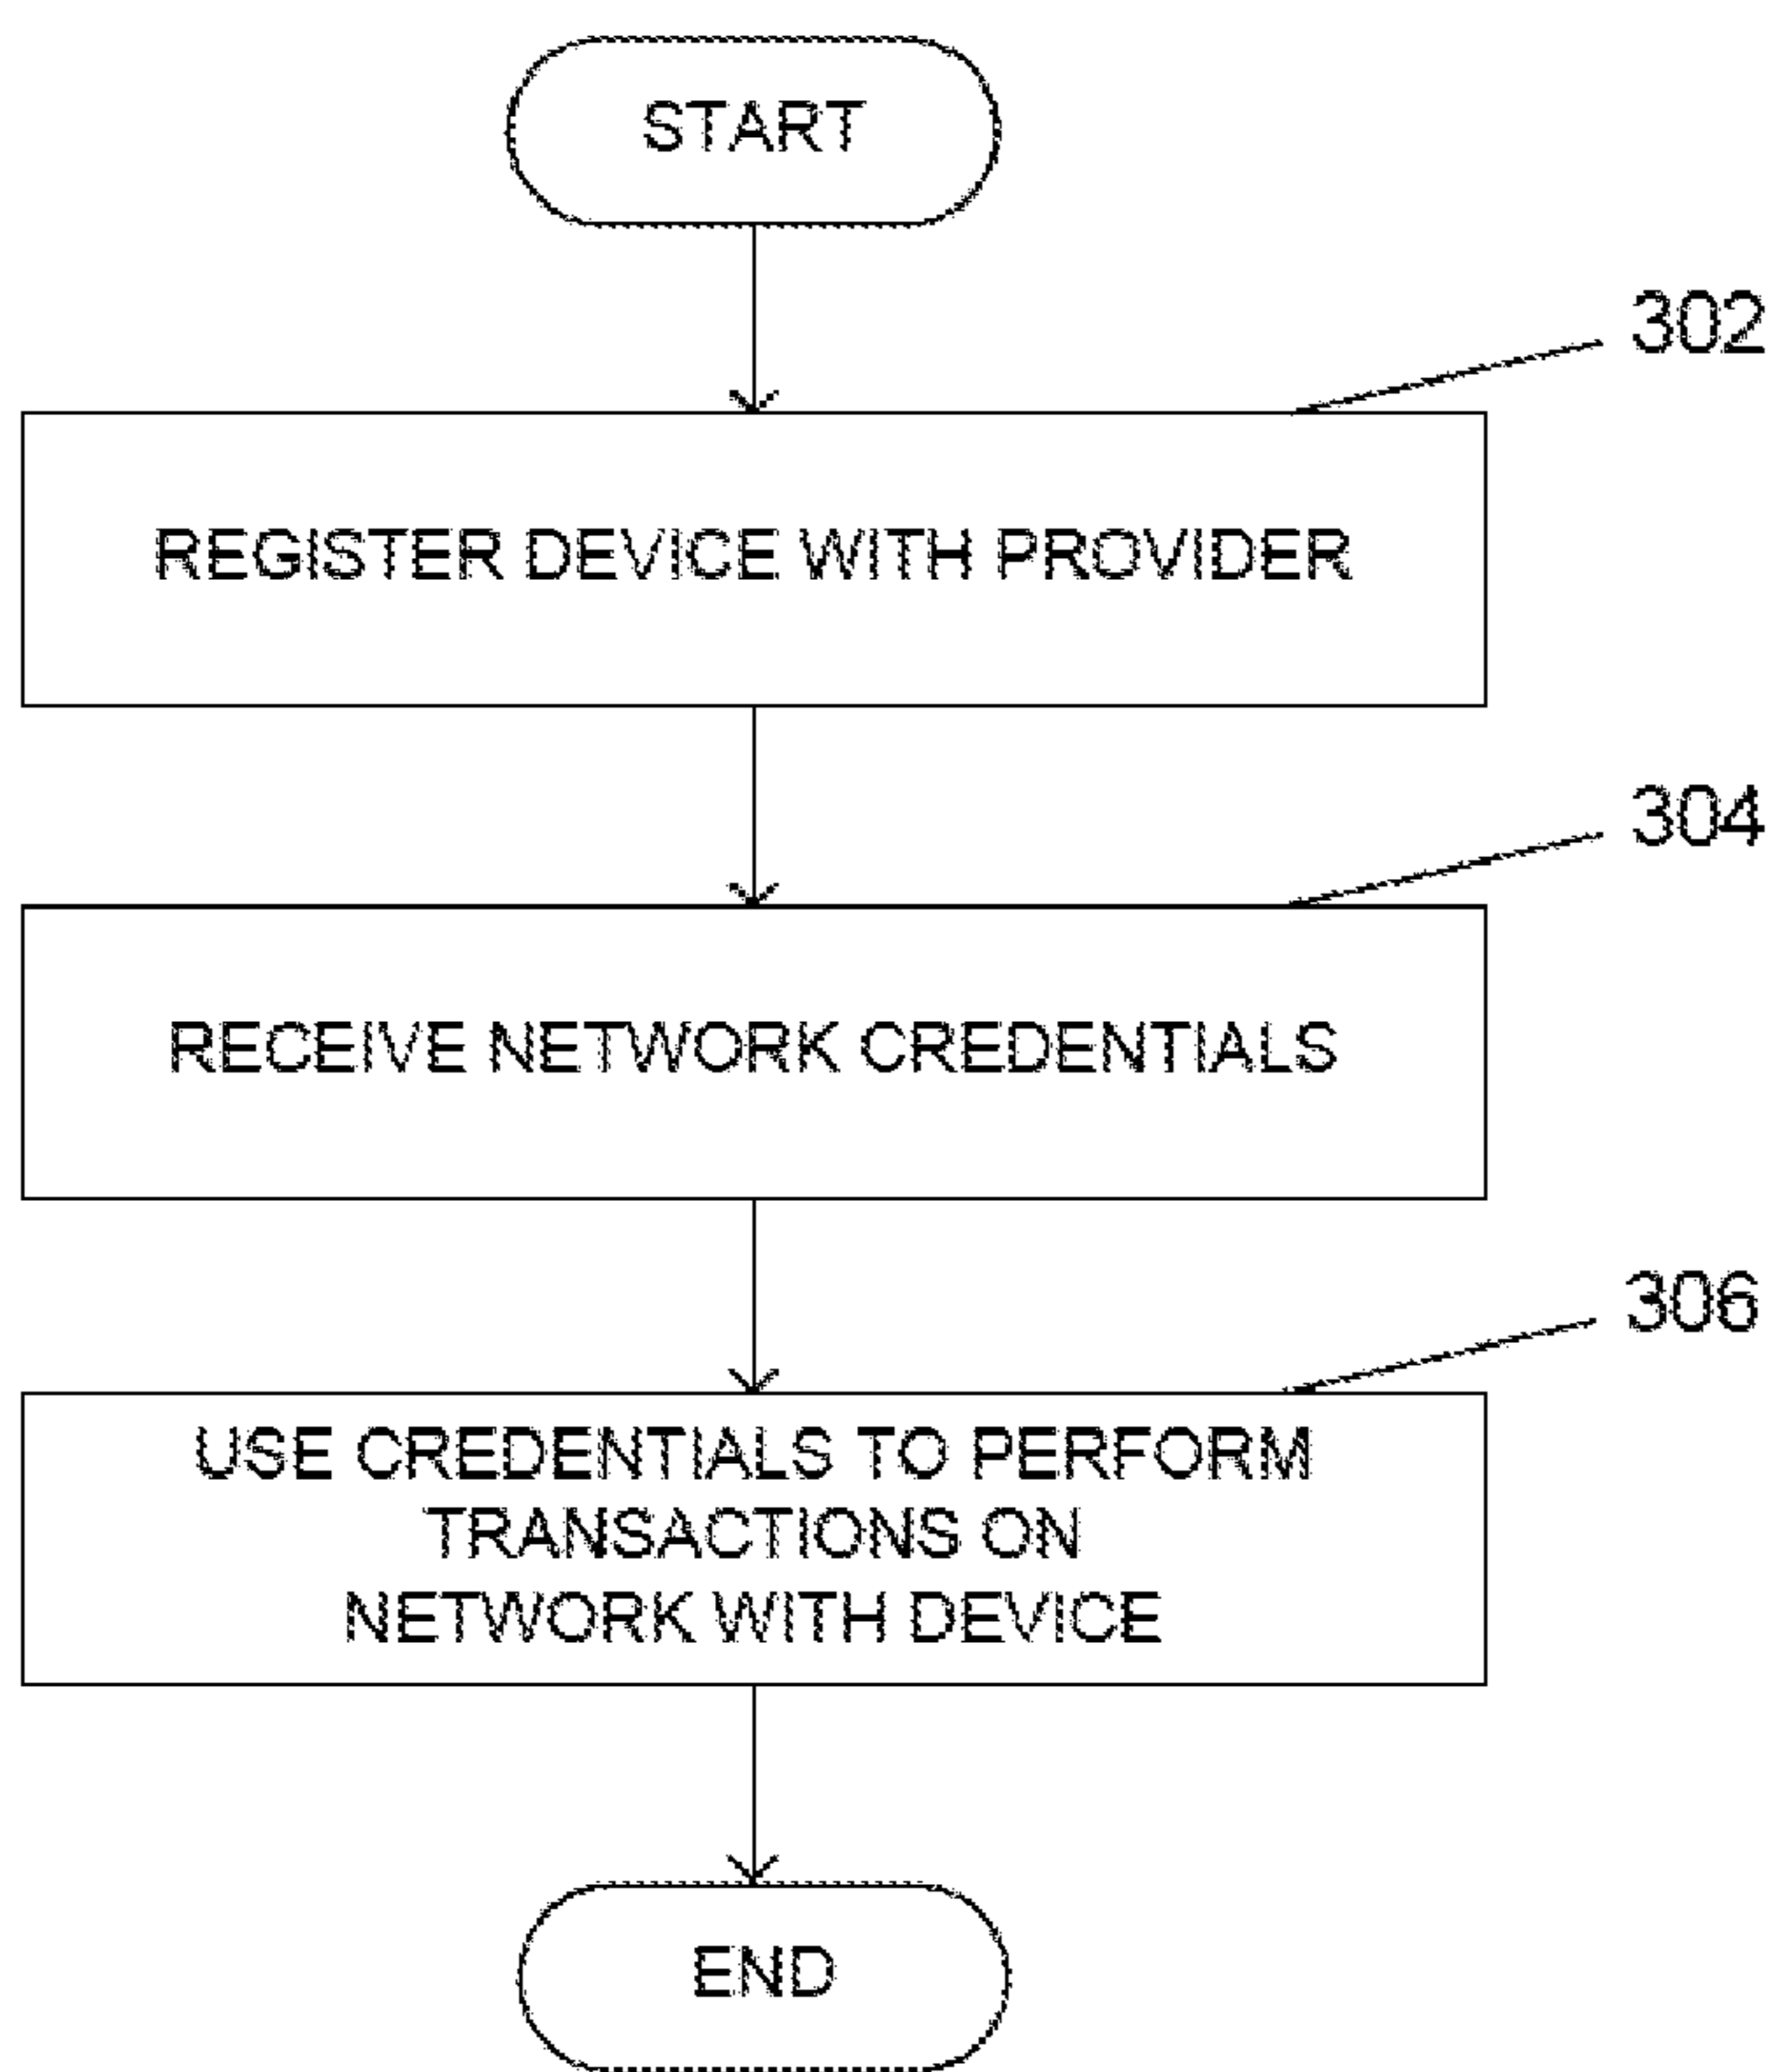 START
302
REGISTER DEVICE WITH PROVIDER
304
RECEIVE NETWORK CREDENTIALS
306
USE CREDENTIALS TO PERFORM
TRANSACTIONS ON
NETWORK WITH DEVICE
END